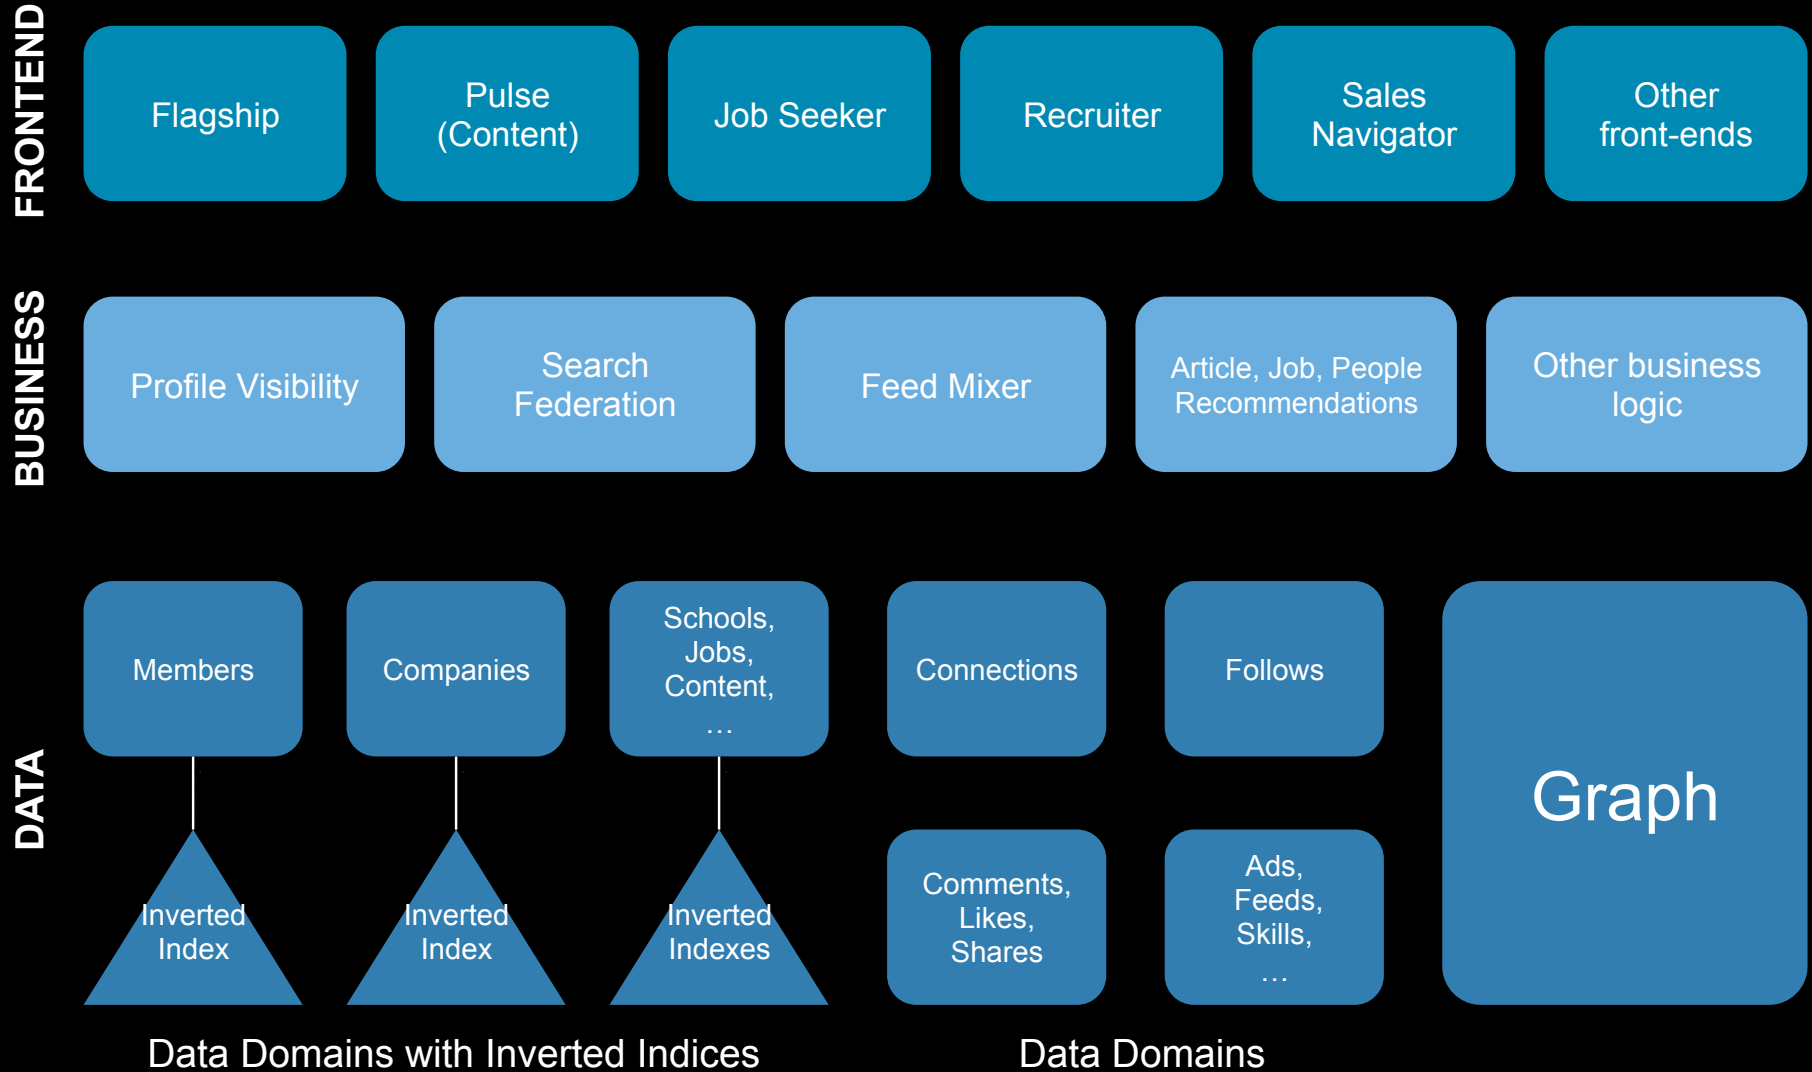 FRONTEND
Flagship
Pulse
(Content)
Job Seeker
Recruiter
Sales
Navigator
Other
front-ends
BUSINESS
Profile Visibility
Search
Federation
Feed Mixer
Article, Job, People
Recommendations
Other business
logic
DATA
Members
Companies
Schools,
Jobs,
Content,
…
Connections
Follows
Graph
Inverted
Index
Inverted
Index
Inverted
Indexes
Comments,
Likes,
Shares
Ads,
Feeds,
Skills,
…
Data Domains with Inverted Indices
Data Domains